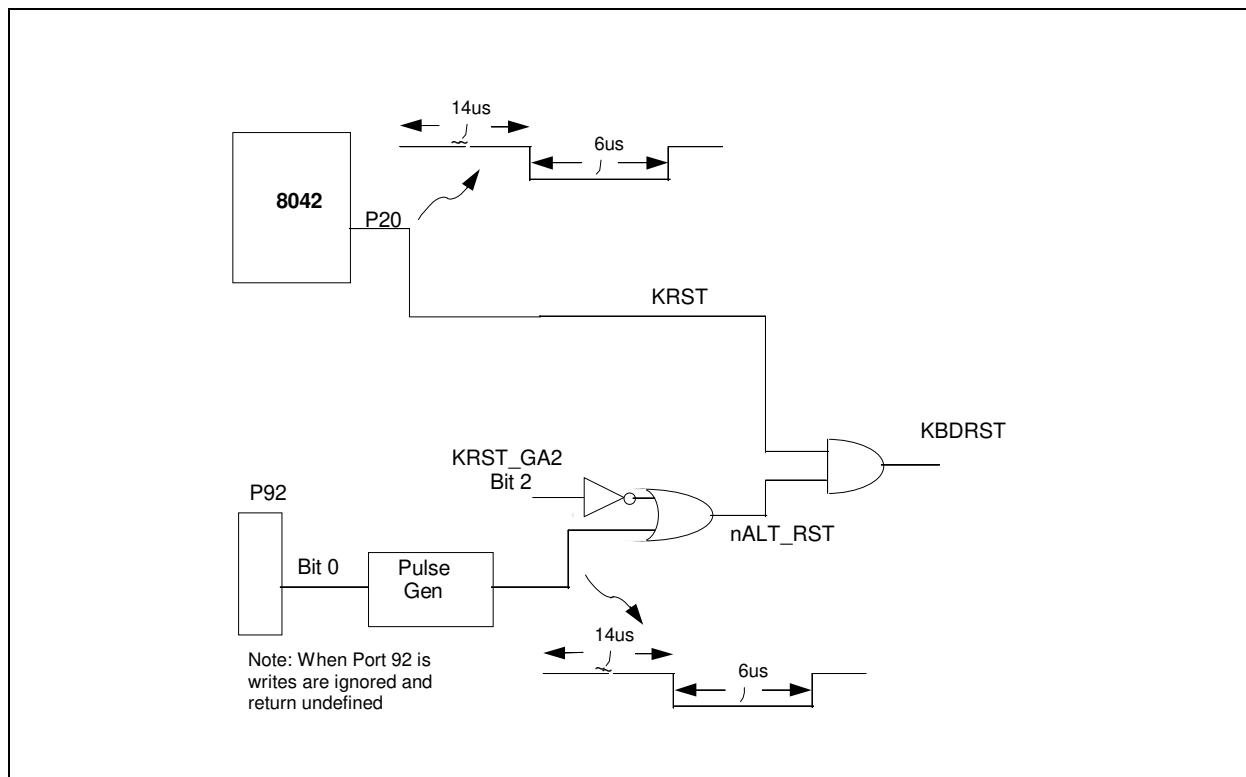 14us
6us
8042
P20
KRST
KBDRST
KRST_GA2
Bit 2
P92
nALT_RST
Bit 0
Pulse
Gen
14us
6us
Note: When Port 92 is
writes are ignored and
return undefined